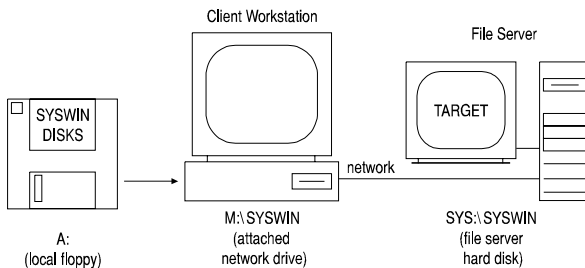 Client Workstation
File Server
SYSWIN
DISKS
TARGET
network
A:
(local floppy)
M:\SYSWIN
(attached
network drive)
SYS:\SYSWIN
(file server
hard disk)